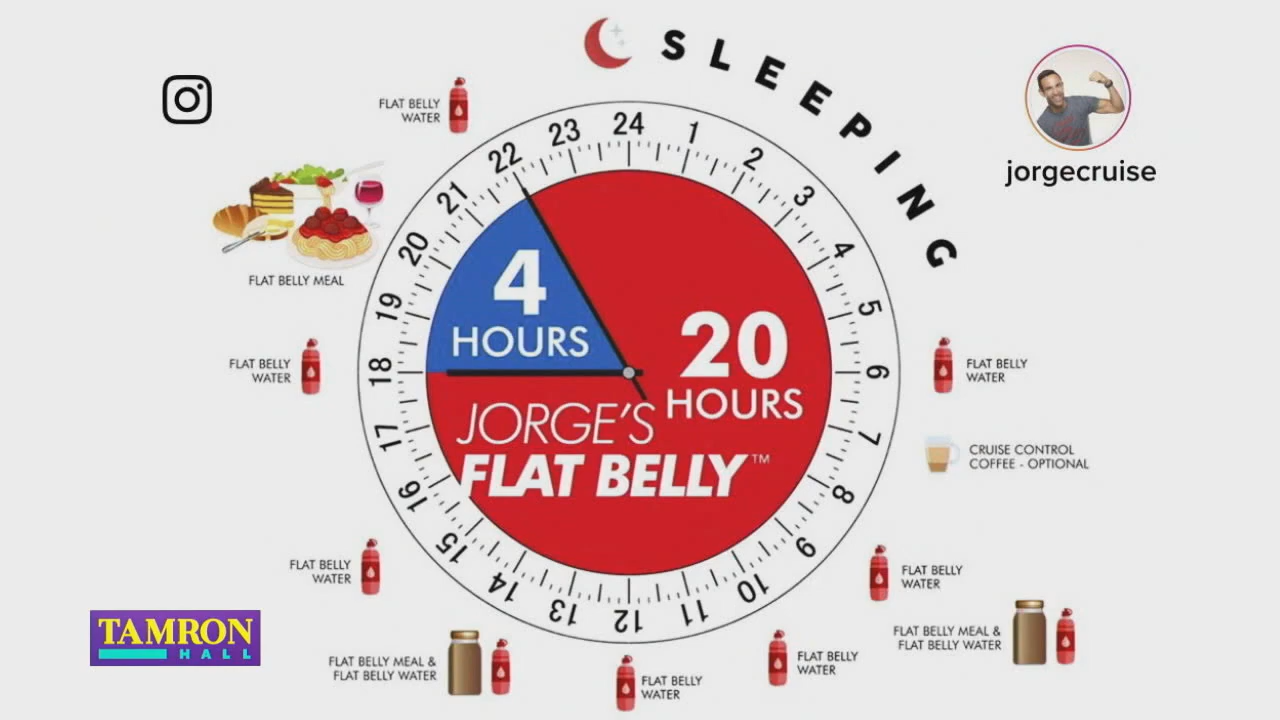 SLEEPING
jorgecruise
FLAT BELLY
WATER
FLAT BELLY MEAL
FLAT BELLY
WATER
FLAT BELLY
WATER
FLAT BELLY MEAL &
FLAT BELLY WATER
24
1
2
3
4
5
6
7
8
9
10
11
12
13
14
15
16
17
18
19
20
21
22
23
4
HOURS
20
HOURS
JORGE'S
FLAT BELLY™
FLAT BELLY
WATER
CRUISE CONTROL
COFFEE - OPTIONAL
FLAT BELLY
WATER
FLAT BELLY MEAL &
FLAT BELLY WATER
FLAT BELLY
WATER
FLAT BELLY
WATER
TAMRON
HALL